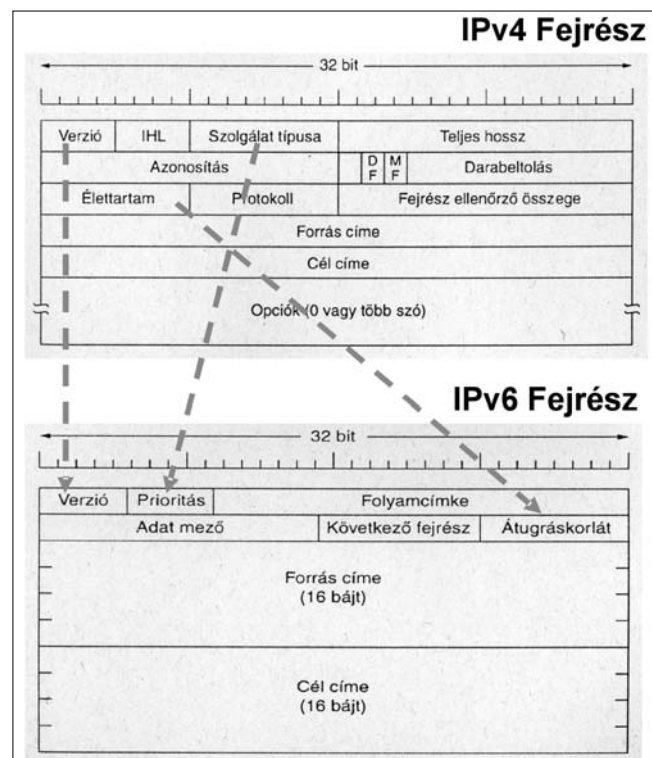 IPv4 Fejrész
32 bit
Verzió IHL Szolgálat típusa Teljes hossz
Azonosítás DF MF Darabeltolás
Élettartam Protokoll Fejrész ellenőrző összege
Forrás címe
Cél címe
Opciók (0 vagy több szó)
IPv6 Fejrész
32 bit
Verzió Prioritás Folyamcímke
Adat mező Következő fejrész Átugráskorlát
Forrás címe
(16 bájt)
Cél címe
(16 bájt)